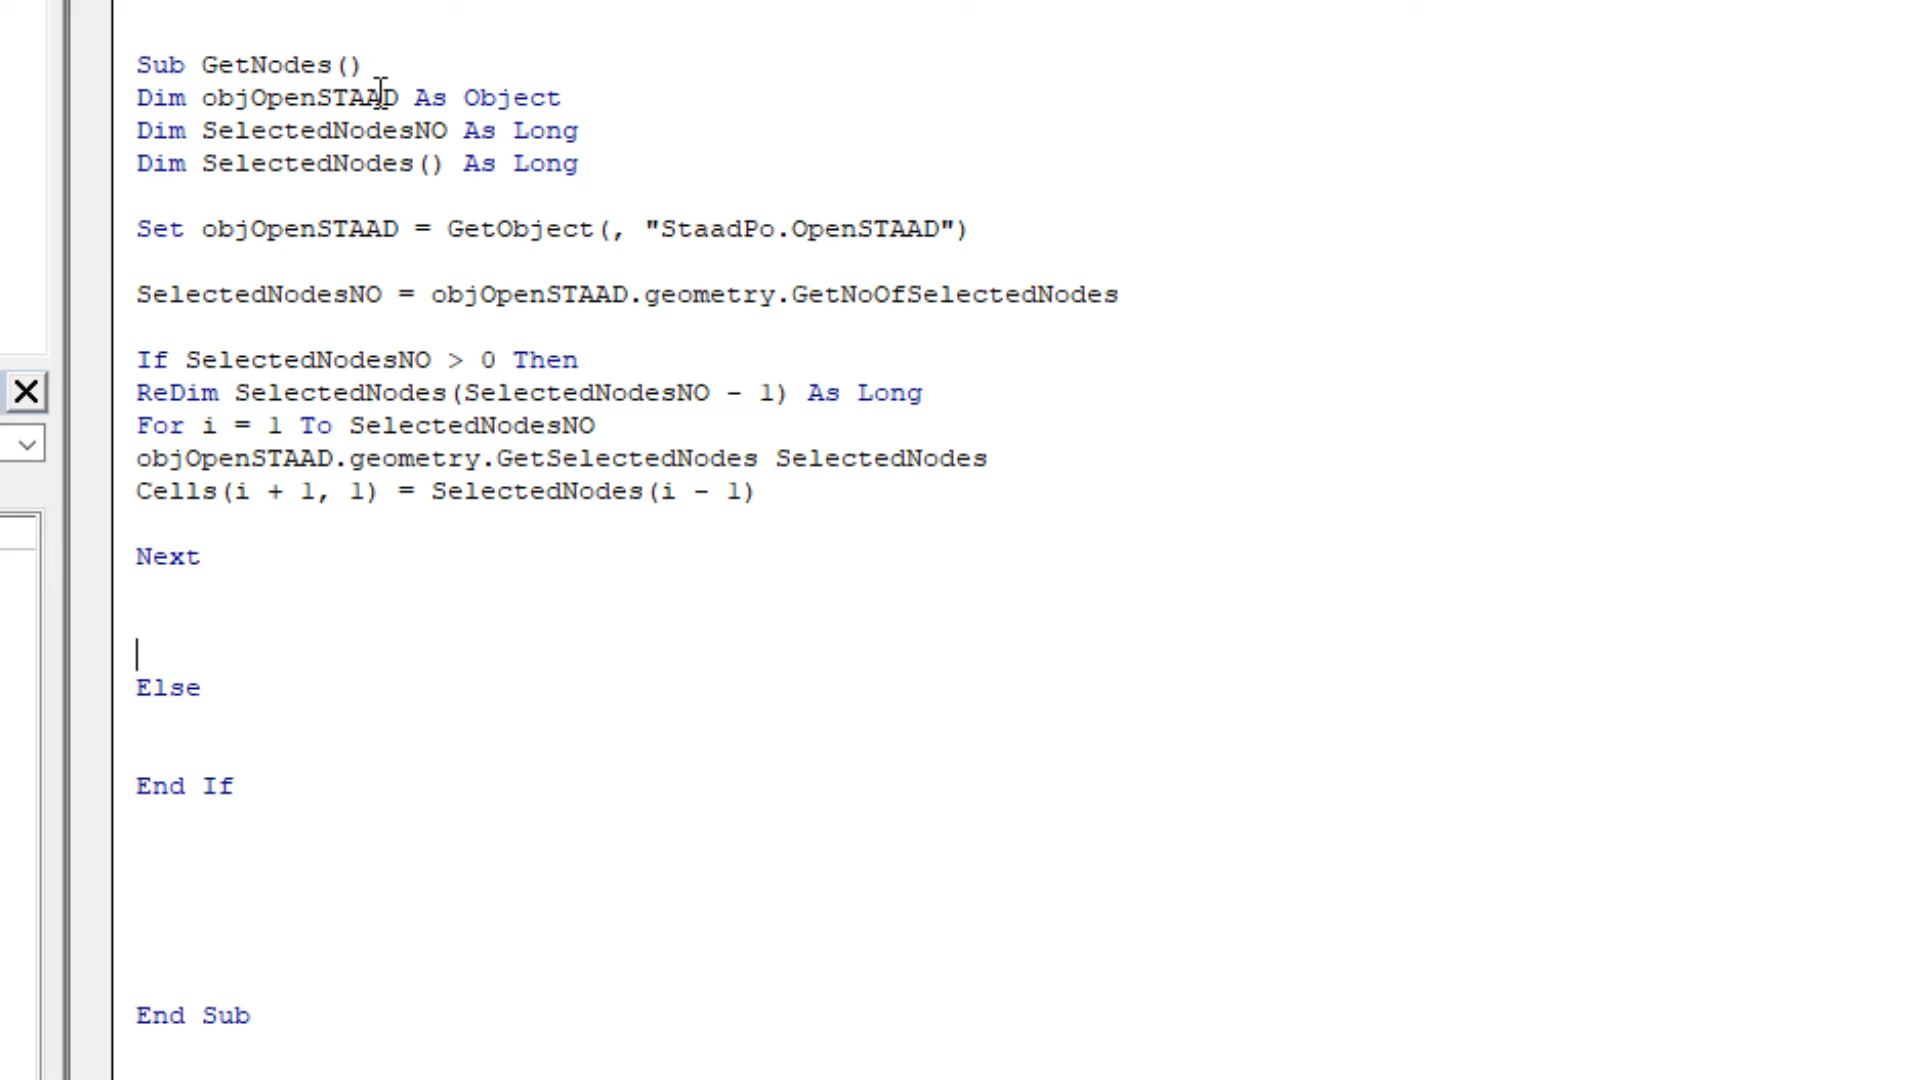 Sub GetNodes()
Dim objOpenSTAAD As Object
Dim SelectedNodesNO As Long
Dim SelectedNodes() As Long
Set objOpenSTAAD = GetObject(, "StaadPo.OpenSTAAD")
SelectedNodesNO = objOpenSTAAD.geometry.GetNoOfSelectedNodes
If SelectedNodesNO > 0 Then
ReDim SelectedNodes(SelectedNodesNO - 1) As Long
For i = 1 To SelectedNodesNO
objOpenSTAAD.geometry.GetSelectedNodes SelectedNodes
Cells(i + 1, 1) = SelectedNodes(i - 1)
Next
Else
End If
End Sub